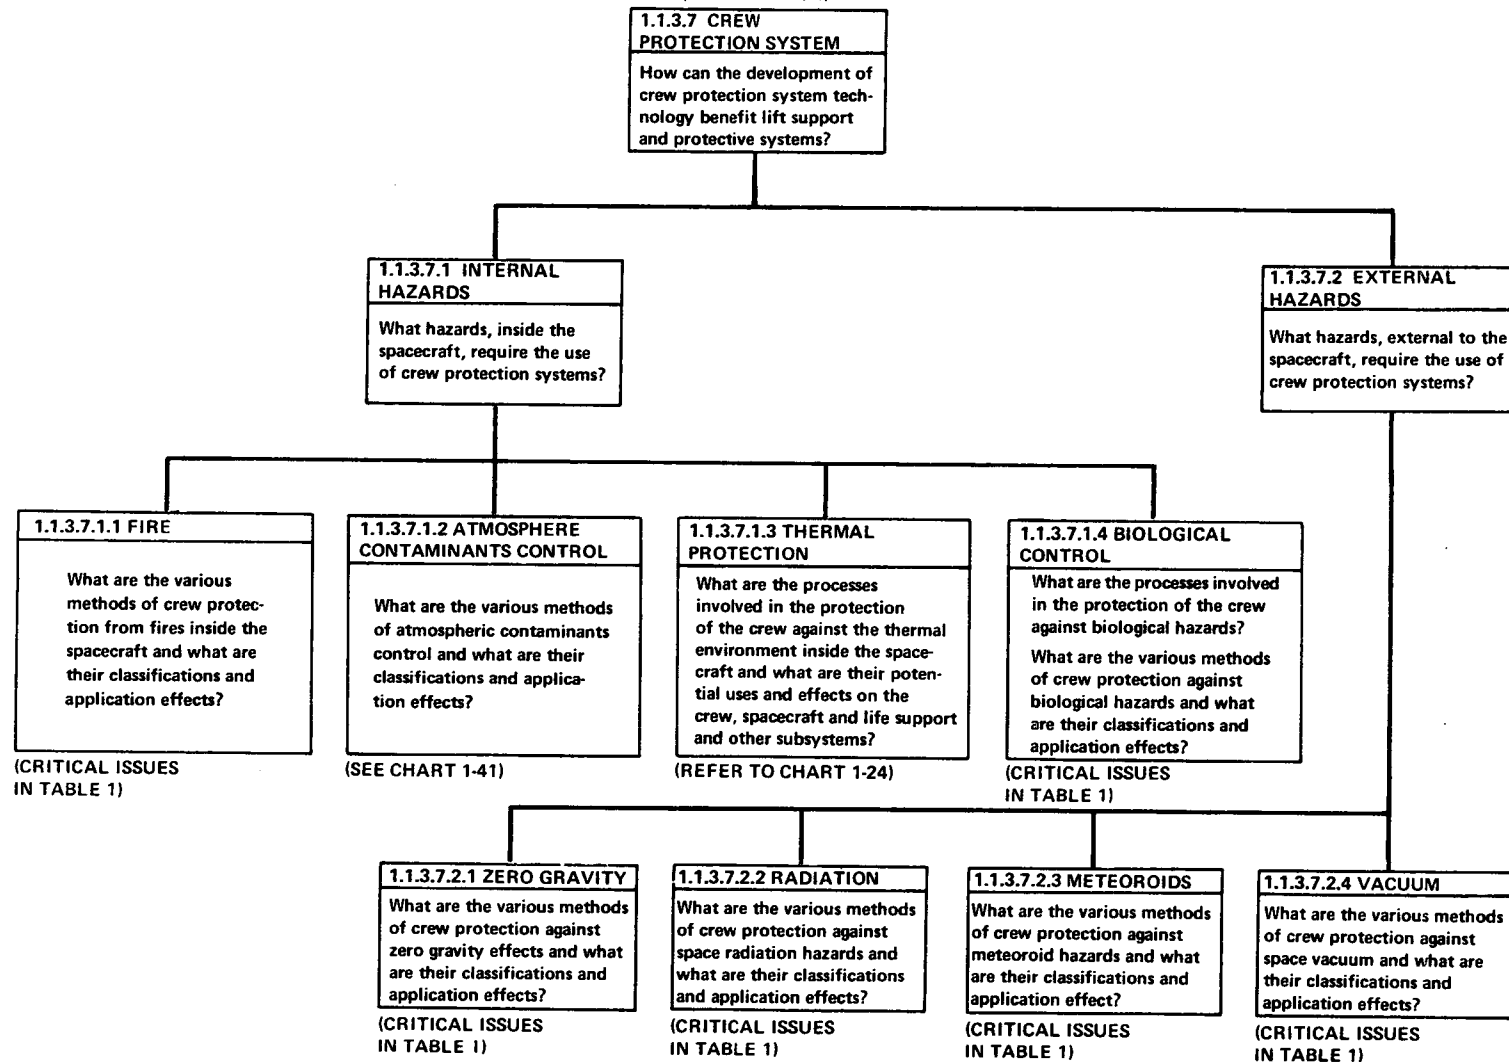 1.1.3.7 CREW
PROTECTION SYSTEM
How can the development of
crew protection system tech-
nology benefit lift support
and protective systems?
1.1.3.7.1 INTERNAL
HAZARDS
What hazards, inside the
spacecraft, require the use
of crew protection systems?
1.1.3.7.2 EXTERNAL
HAZARDS
What hazards, external to the
spacecraft, require the use of
crew protection systems?
1.1.3.7.1.1 FIRE
What are the various
methods of crew protec-
tion from fires inside the
spacecraft and what are
their classifications and
application effects?
(CRITICAL ISSUES
IN TABLE 1)
1.1.3.7.1.2 ATMOSPHERE
CONTAMINANTS CONTROL
What are the various methods
of atmospheric contaminants
control and what are their
classifications and applica-
tion effects?
(SEE CHART 1-41)
1.1.3.7.1.3 THERMAL
PROTECTION
What are the processes
involved in the protection
of the crew against the thermal
environment inside the space-
craft and what are their poten-
tial uses and effects on the
crew, spacecraft and life support
and other subsystems?
(REFER TO CHART 1-24)
1.1.3.7.1.4 BIOLOGICAL
CONTROL
What are the processes involved
in the protection of the crew
against biological hazards?
What are the various methods
of crew protection against
biological hazards and what
are their classifications and
application effects?
(CRITICAL ISSUES
IN TABLE 1)
1.1.3.7.2.1 ZERO GRAVITY
What are the various methods
of crew protection against
zero gravity effects and what
are their classifications and
application effects?
(CRITICAL ISSUES
IN TABLE 1)
1.1.3.7.2.2 RADIATION
What are the various methods
of crew protection against
space radiation hazards and
what are their classifications
and application effects?
(CRITICAL ISSUES
IN TABLE 1)
1.1.3.7.2.3 METEOROIDS
What are the various methods
of crew protection against
meteoroid hazards and what
are their classifications and
application effect?
(CRITICAL ISSUES
IN TABLE 1)
1.1.3.7.2.4 VACUUM
What are the various methods
of crew protection against
space vacuum and what are
their classifications and
application effects?
(CRITICAL ISSUES
IN TABLE 1)